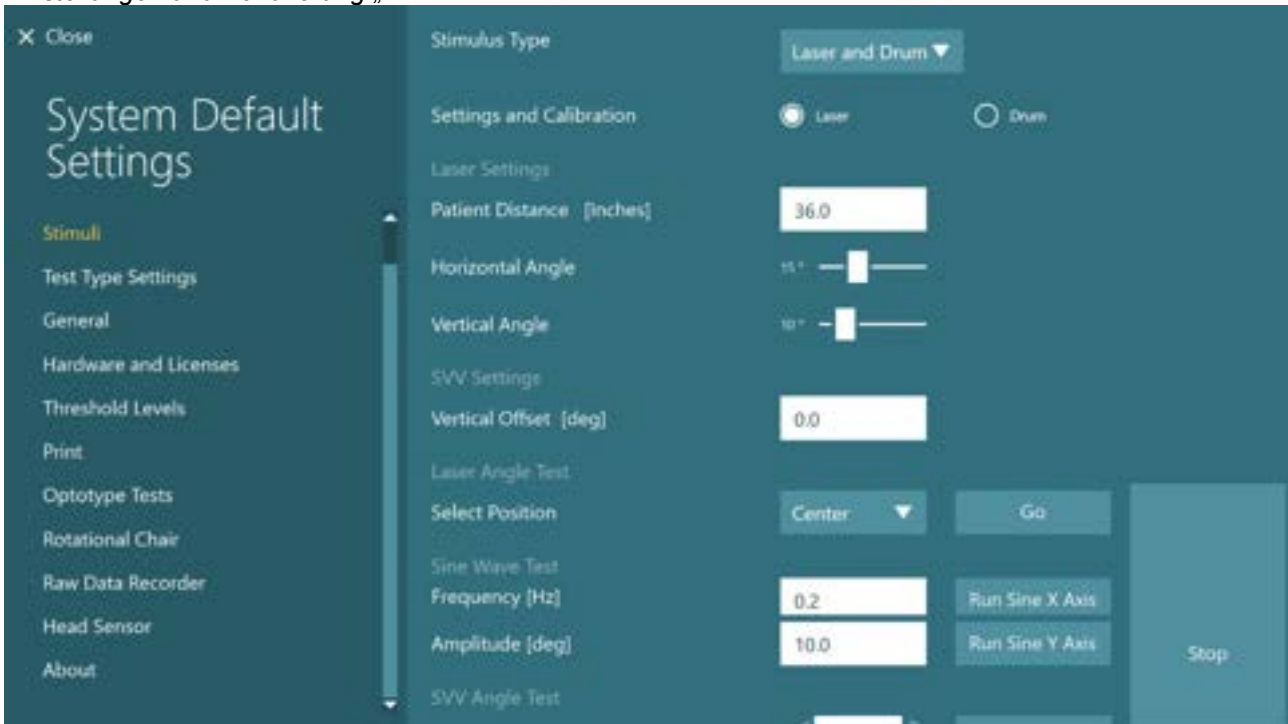 X Close
System Default
Settings
Stimuli
Test Type Settings
General
Hardware and Licenses
Threshold Levels
Print
Optotype Tests
Rotational Chair
Raw Data Recorder
Head Sensor
About
Stimulus Type
Laser and Drum
Settings and Calibration
Laser
Drum
Laser Settings
Patient Distance [inches]
36.0
Horizontal Angle
15 °
Vertical Angle
10 °
SVV Settings
Vertical Offset [deg]
0.0
Laser Angle Test
Select Position
Center
Go
Sine Wave Test
Frequency [Hz]
0.2
Run Sine X Axis
Amplitude [deg]
10.0
Run Sine Y Axis
Stop
SVV Angle Test